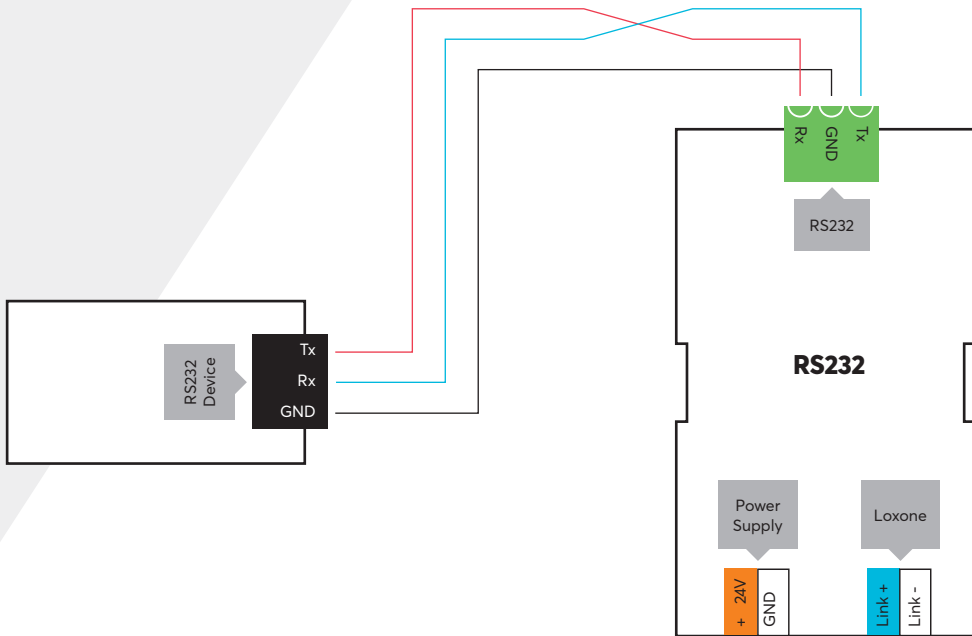 Rx
GND
Tx
RS232
RS232
Device
Tx
Rx
GND
RS232
Power
Supply
Loxone
+ 24V
GND
Link +
Link -